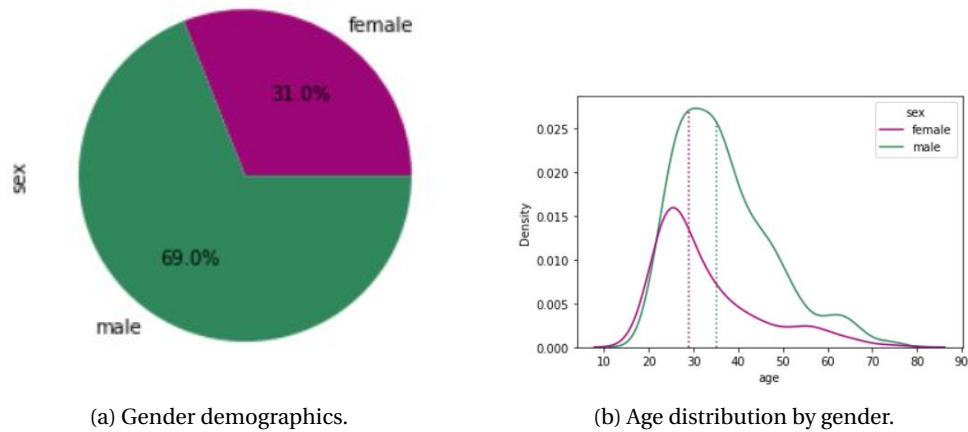 female
31.0%
sex
69.0%
male
(a) Gender demographics.
sex
female
male
0.025
0.020
0.015
0.010
0.005
0.000
Density
10 20 30 40 50 60 70 80 90
age
(b) Age distribution by gender.